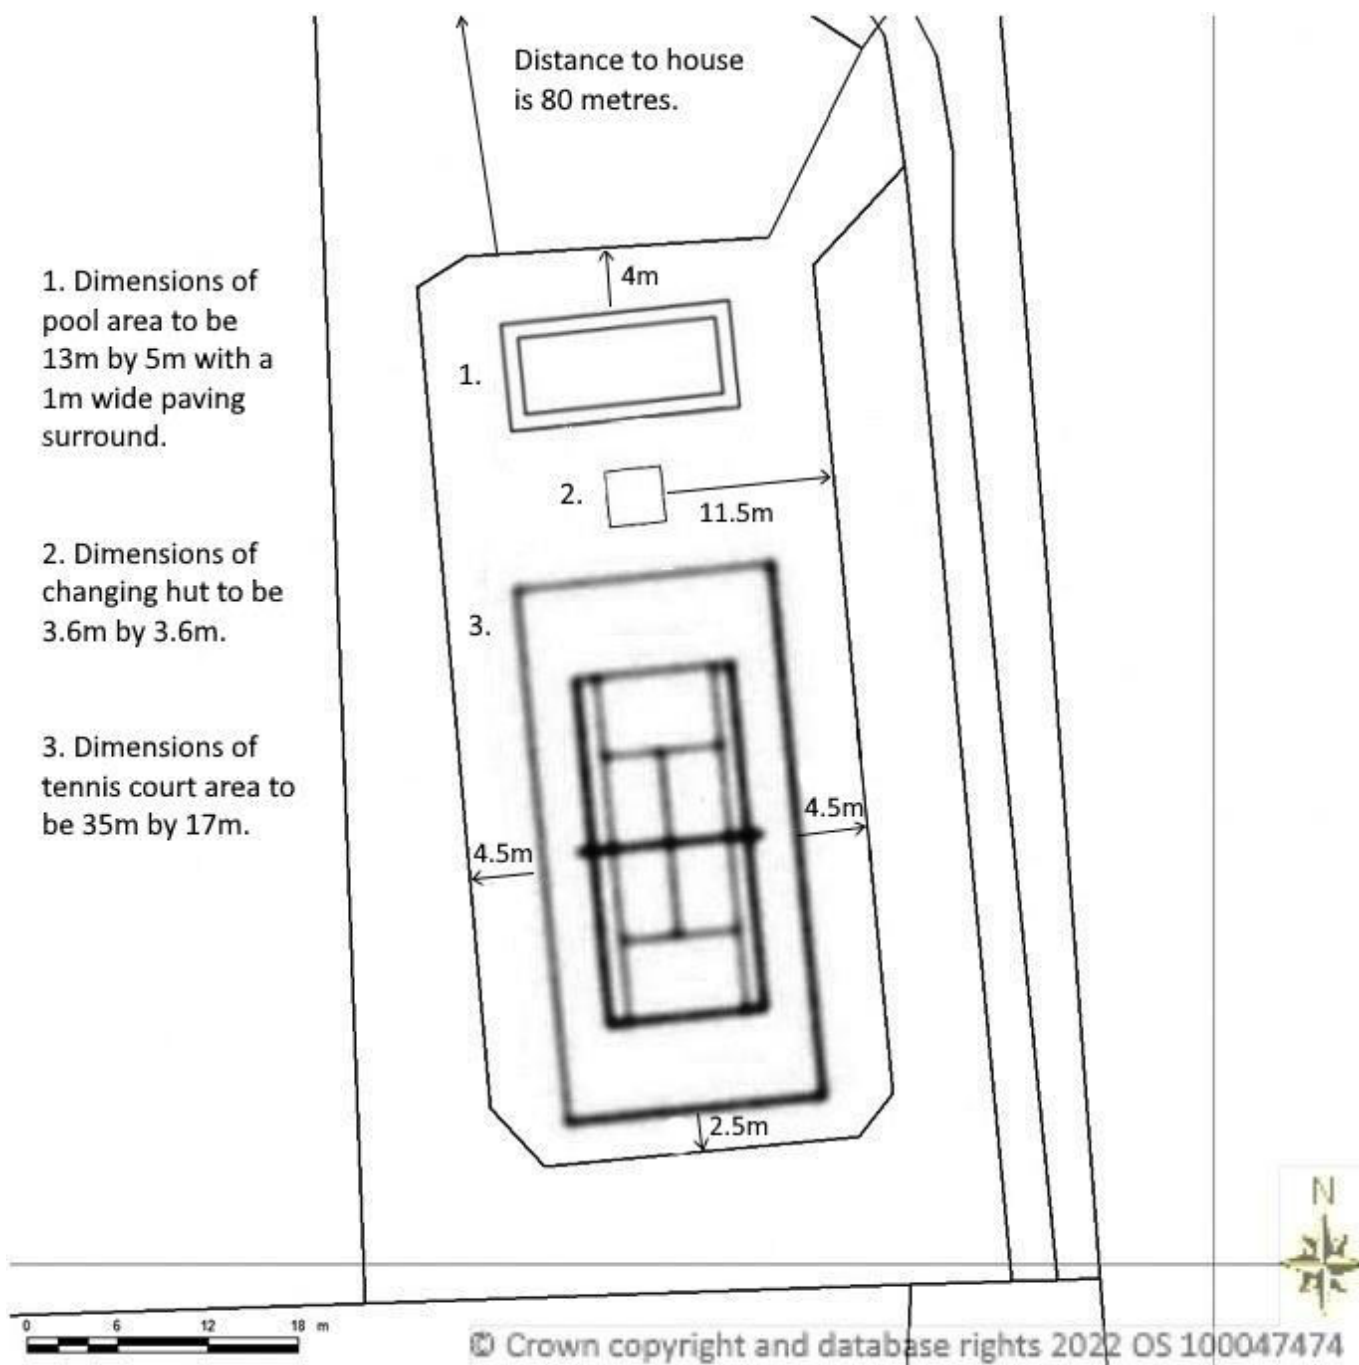 Distance to house
is 80 metres.
4m
1. Dimensions of
pool area to be
13m by 5m with a
1m wide paving
surround.
1.
2.
11.5m
2. Dimensions of
changing hut to be
3.6m by 3.6m.
3.
3. Dimensions of
tennis court area to
be 35m by 17m.
4.5m
4.5m
2.5m
N
0 6 12 18 m
© Crown copyright and database rights 2022 OS 100047474